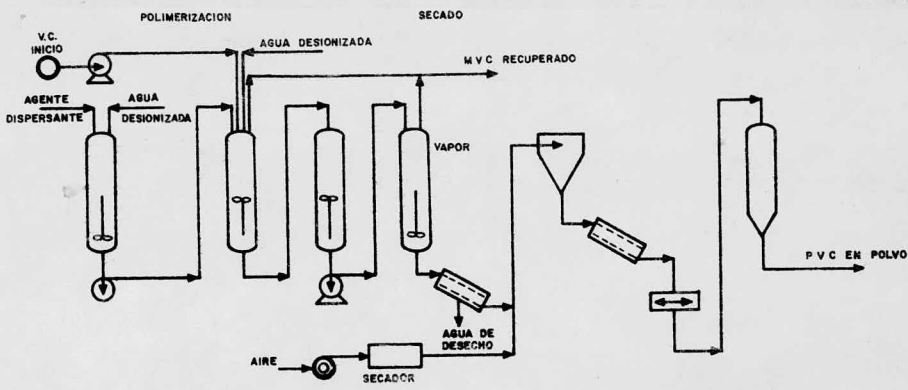 POLIMERIZACION
SECADO
V.C.
INICIO
AGUA DESIONIZADA
MVC RECUPERADO
AGENTE
DISPERSANTE
AGUA
DESIONIZADA
VAPOR
PVC EN POLVO
AGUA DE
DESECHO
AIRE
SECADOR